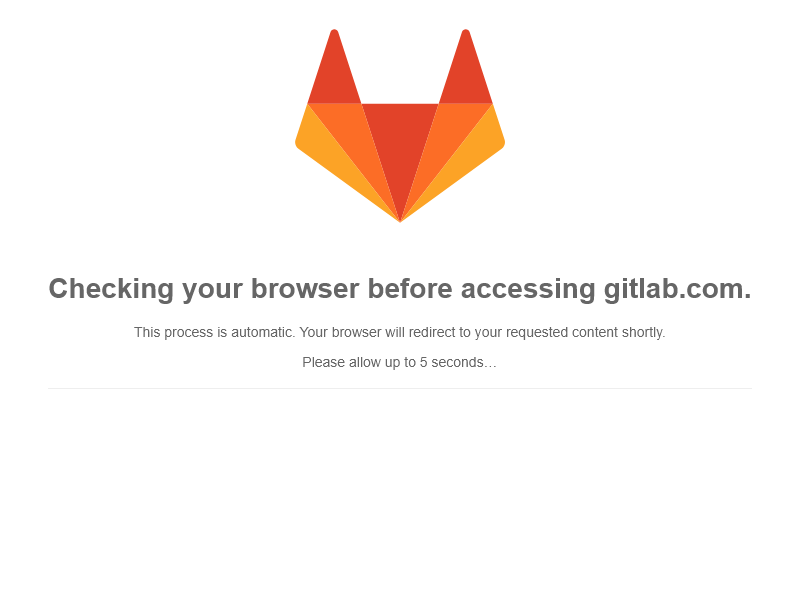 Checking your browser before accessing gitlab.com.
This process is automatic. Your browser will redirect to your requested content shortly.
Please allow up to 5 seconds…